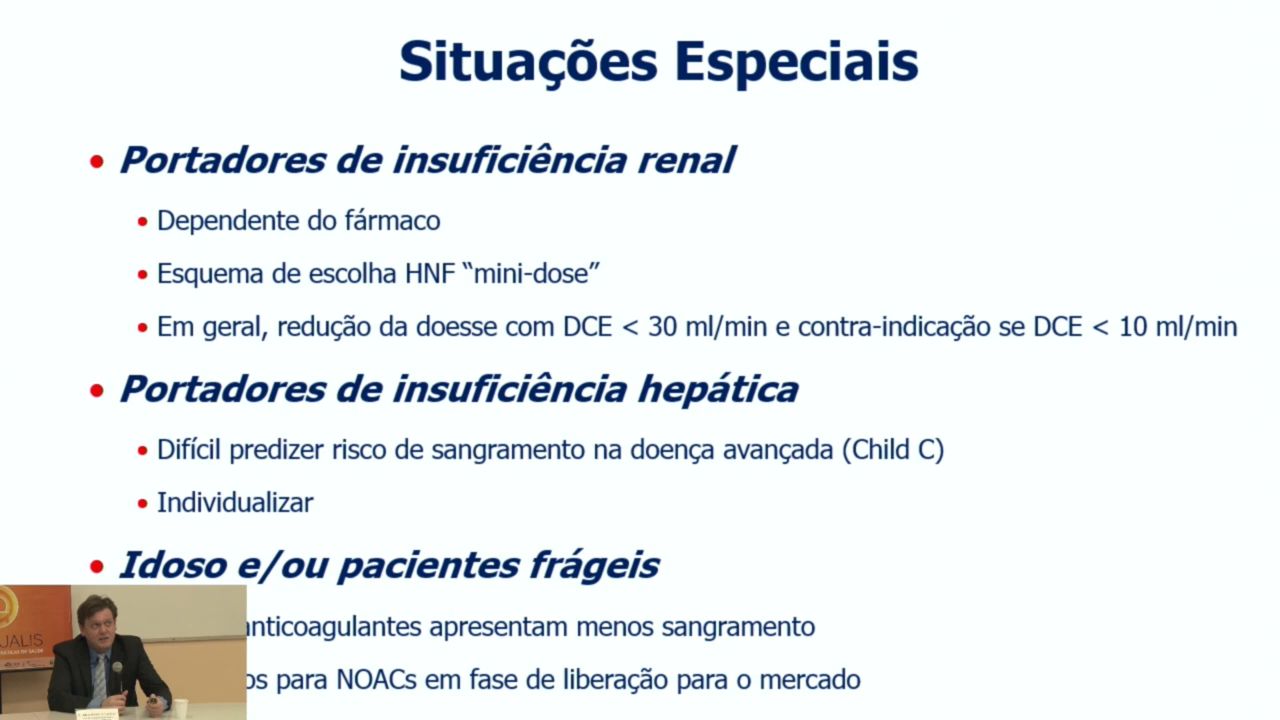 Situações Especiais
Portadores de insuficiência renal
Dependente do fármaco
Esquema de escolha HNF “mini-dose”
Em geral, redução da doesse com DCE < 30 ml/min e contra-indicação se DCE < 10 ml/min
Portadores de insuficiência hepática
Difícil predizer risco de sangramento na doença avançada (Child C)
Individualizar
Idoso e/ou pacientes frágeis
anticoagulantes apresentam menos sangramento
os para NOACs em fase de liberação para o mercado
JALIS